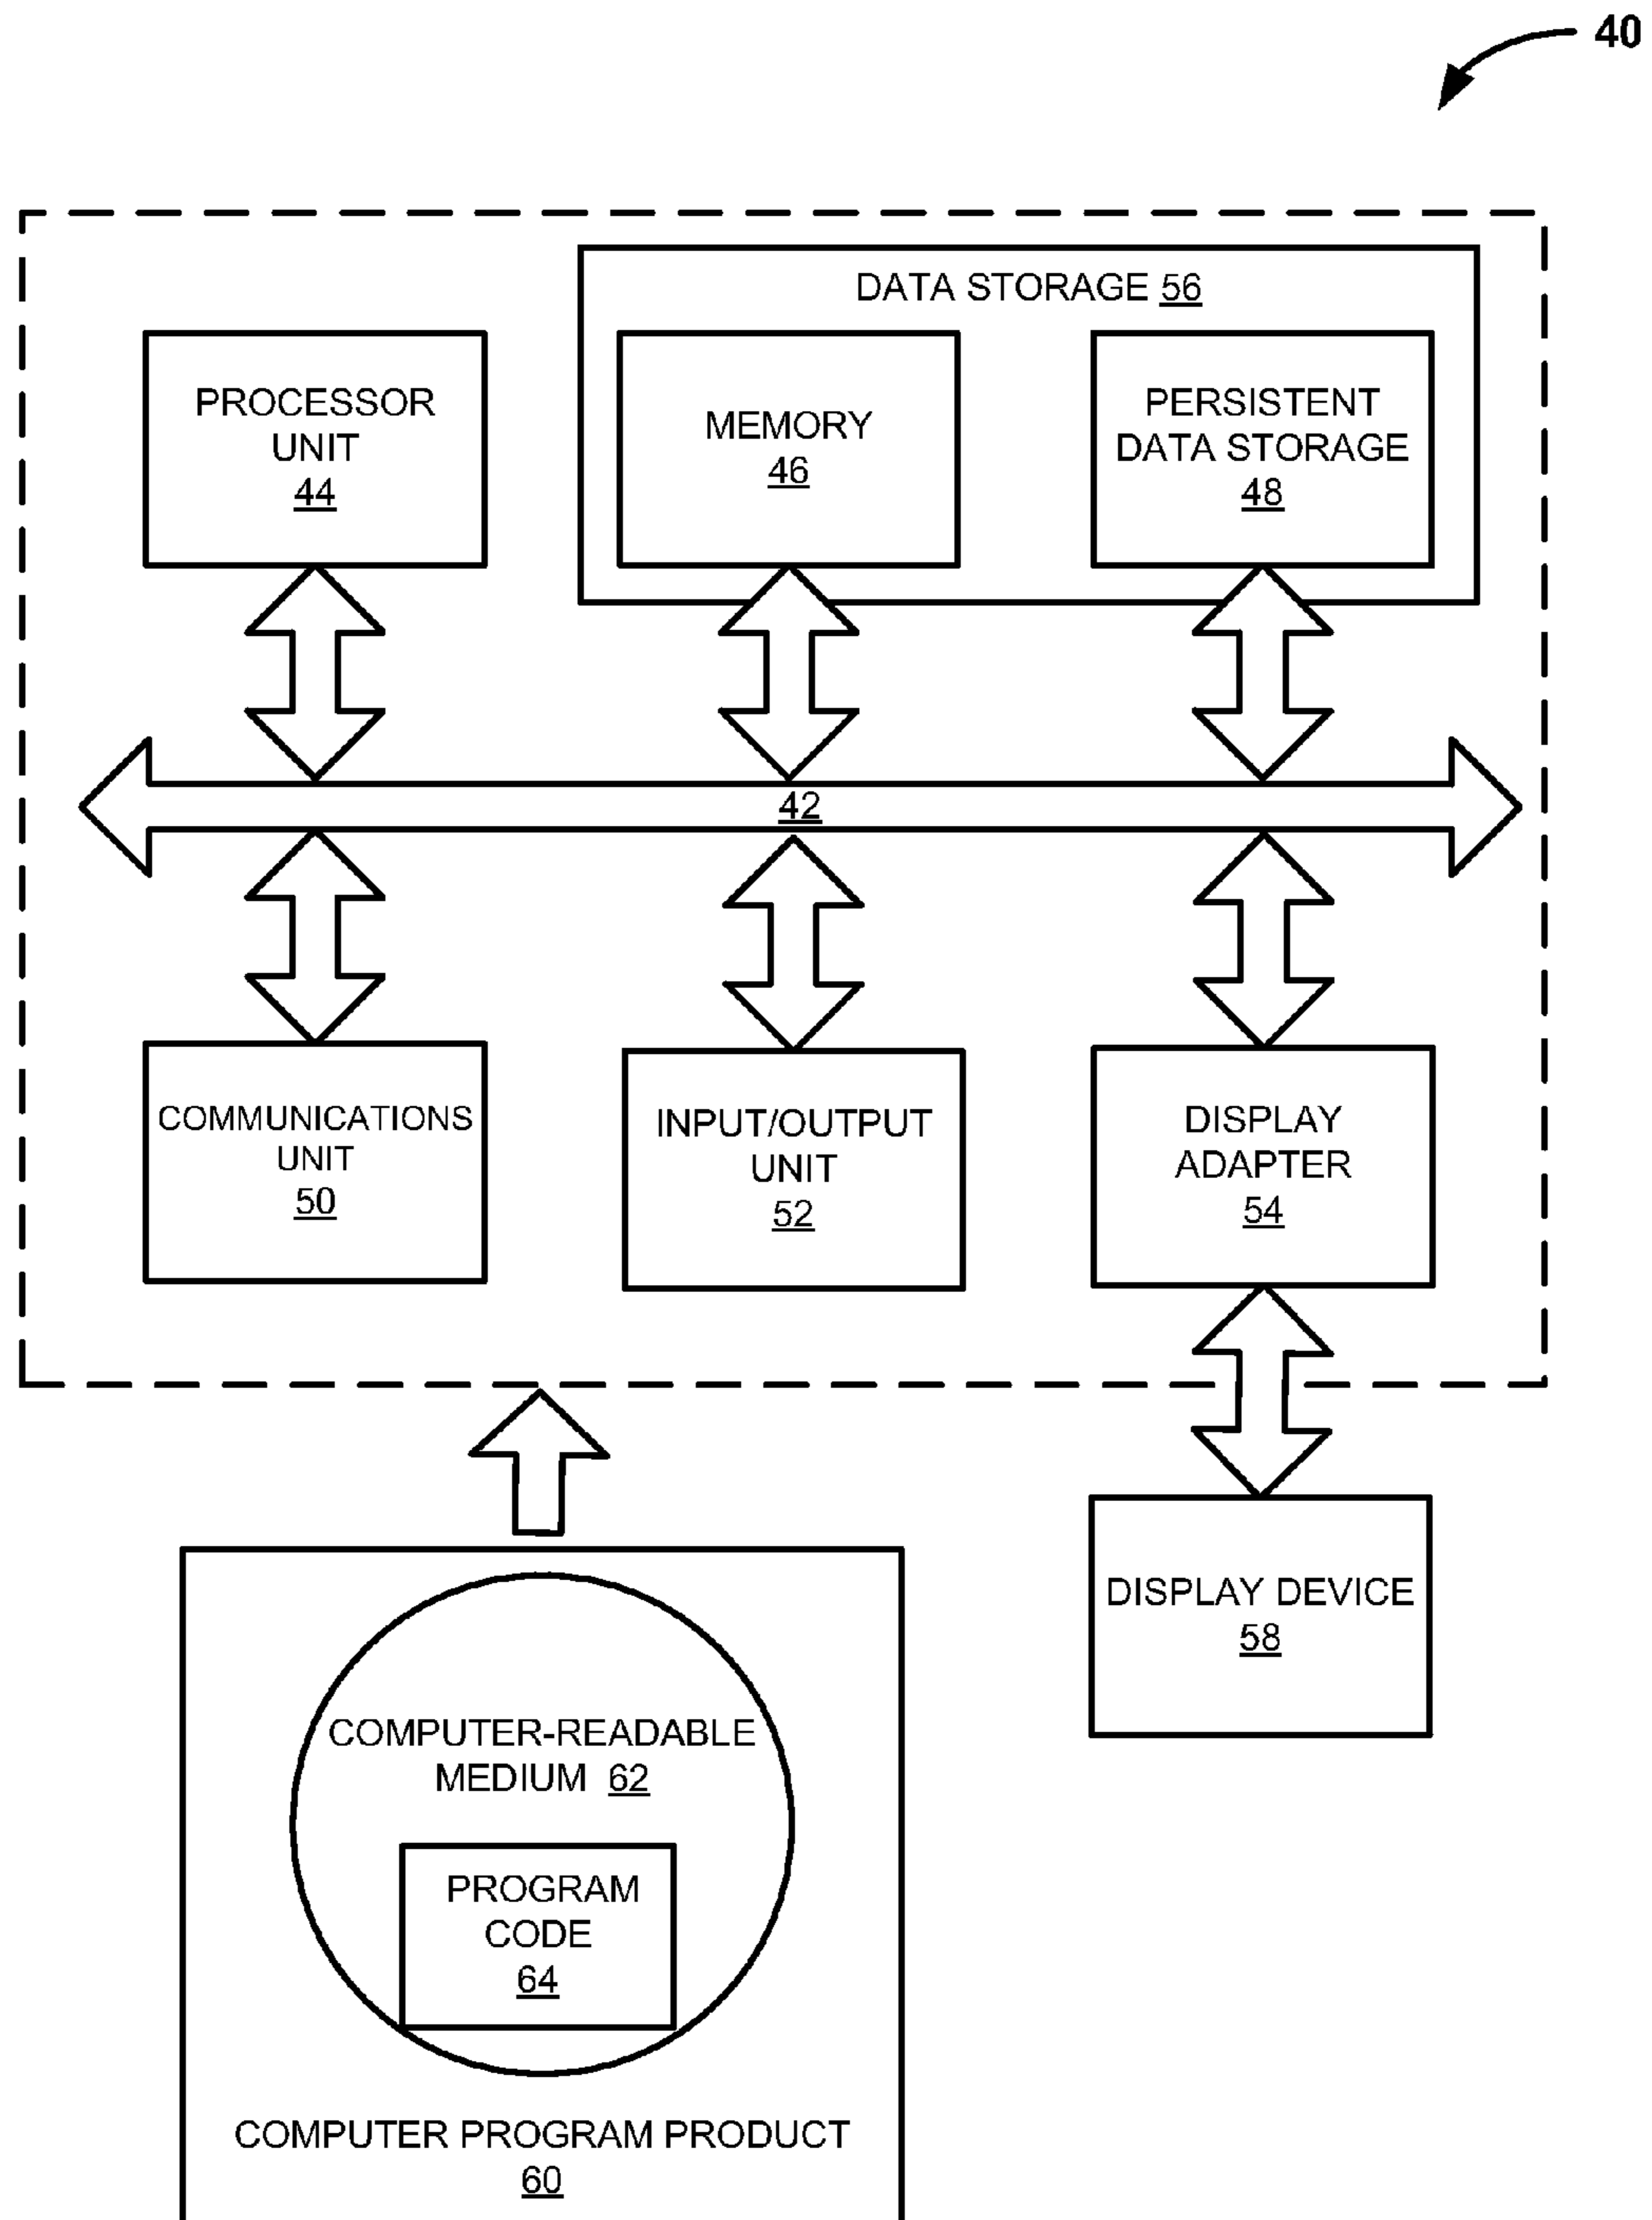 40
DATA STORAGE 56
PROCESSOR
UNIT
44
MEMORY
46
PERSISTENT
DATA STORAGE
48
42
COMMUNICATIONS
UNIT
50
INPUT/OUTPUT
UNIT
52
DISPLAY
ADAPTER
54
DISPLAY DEVICE
58
COMPUTER-READABLE
MEDIUM 62
PROGRAM
CODE
64
COMPUTER PROGRAM PRODUCT
60